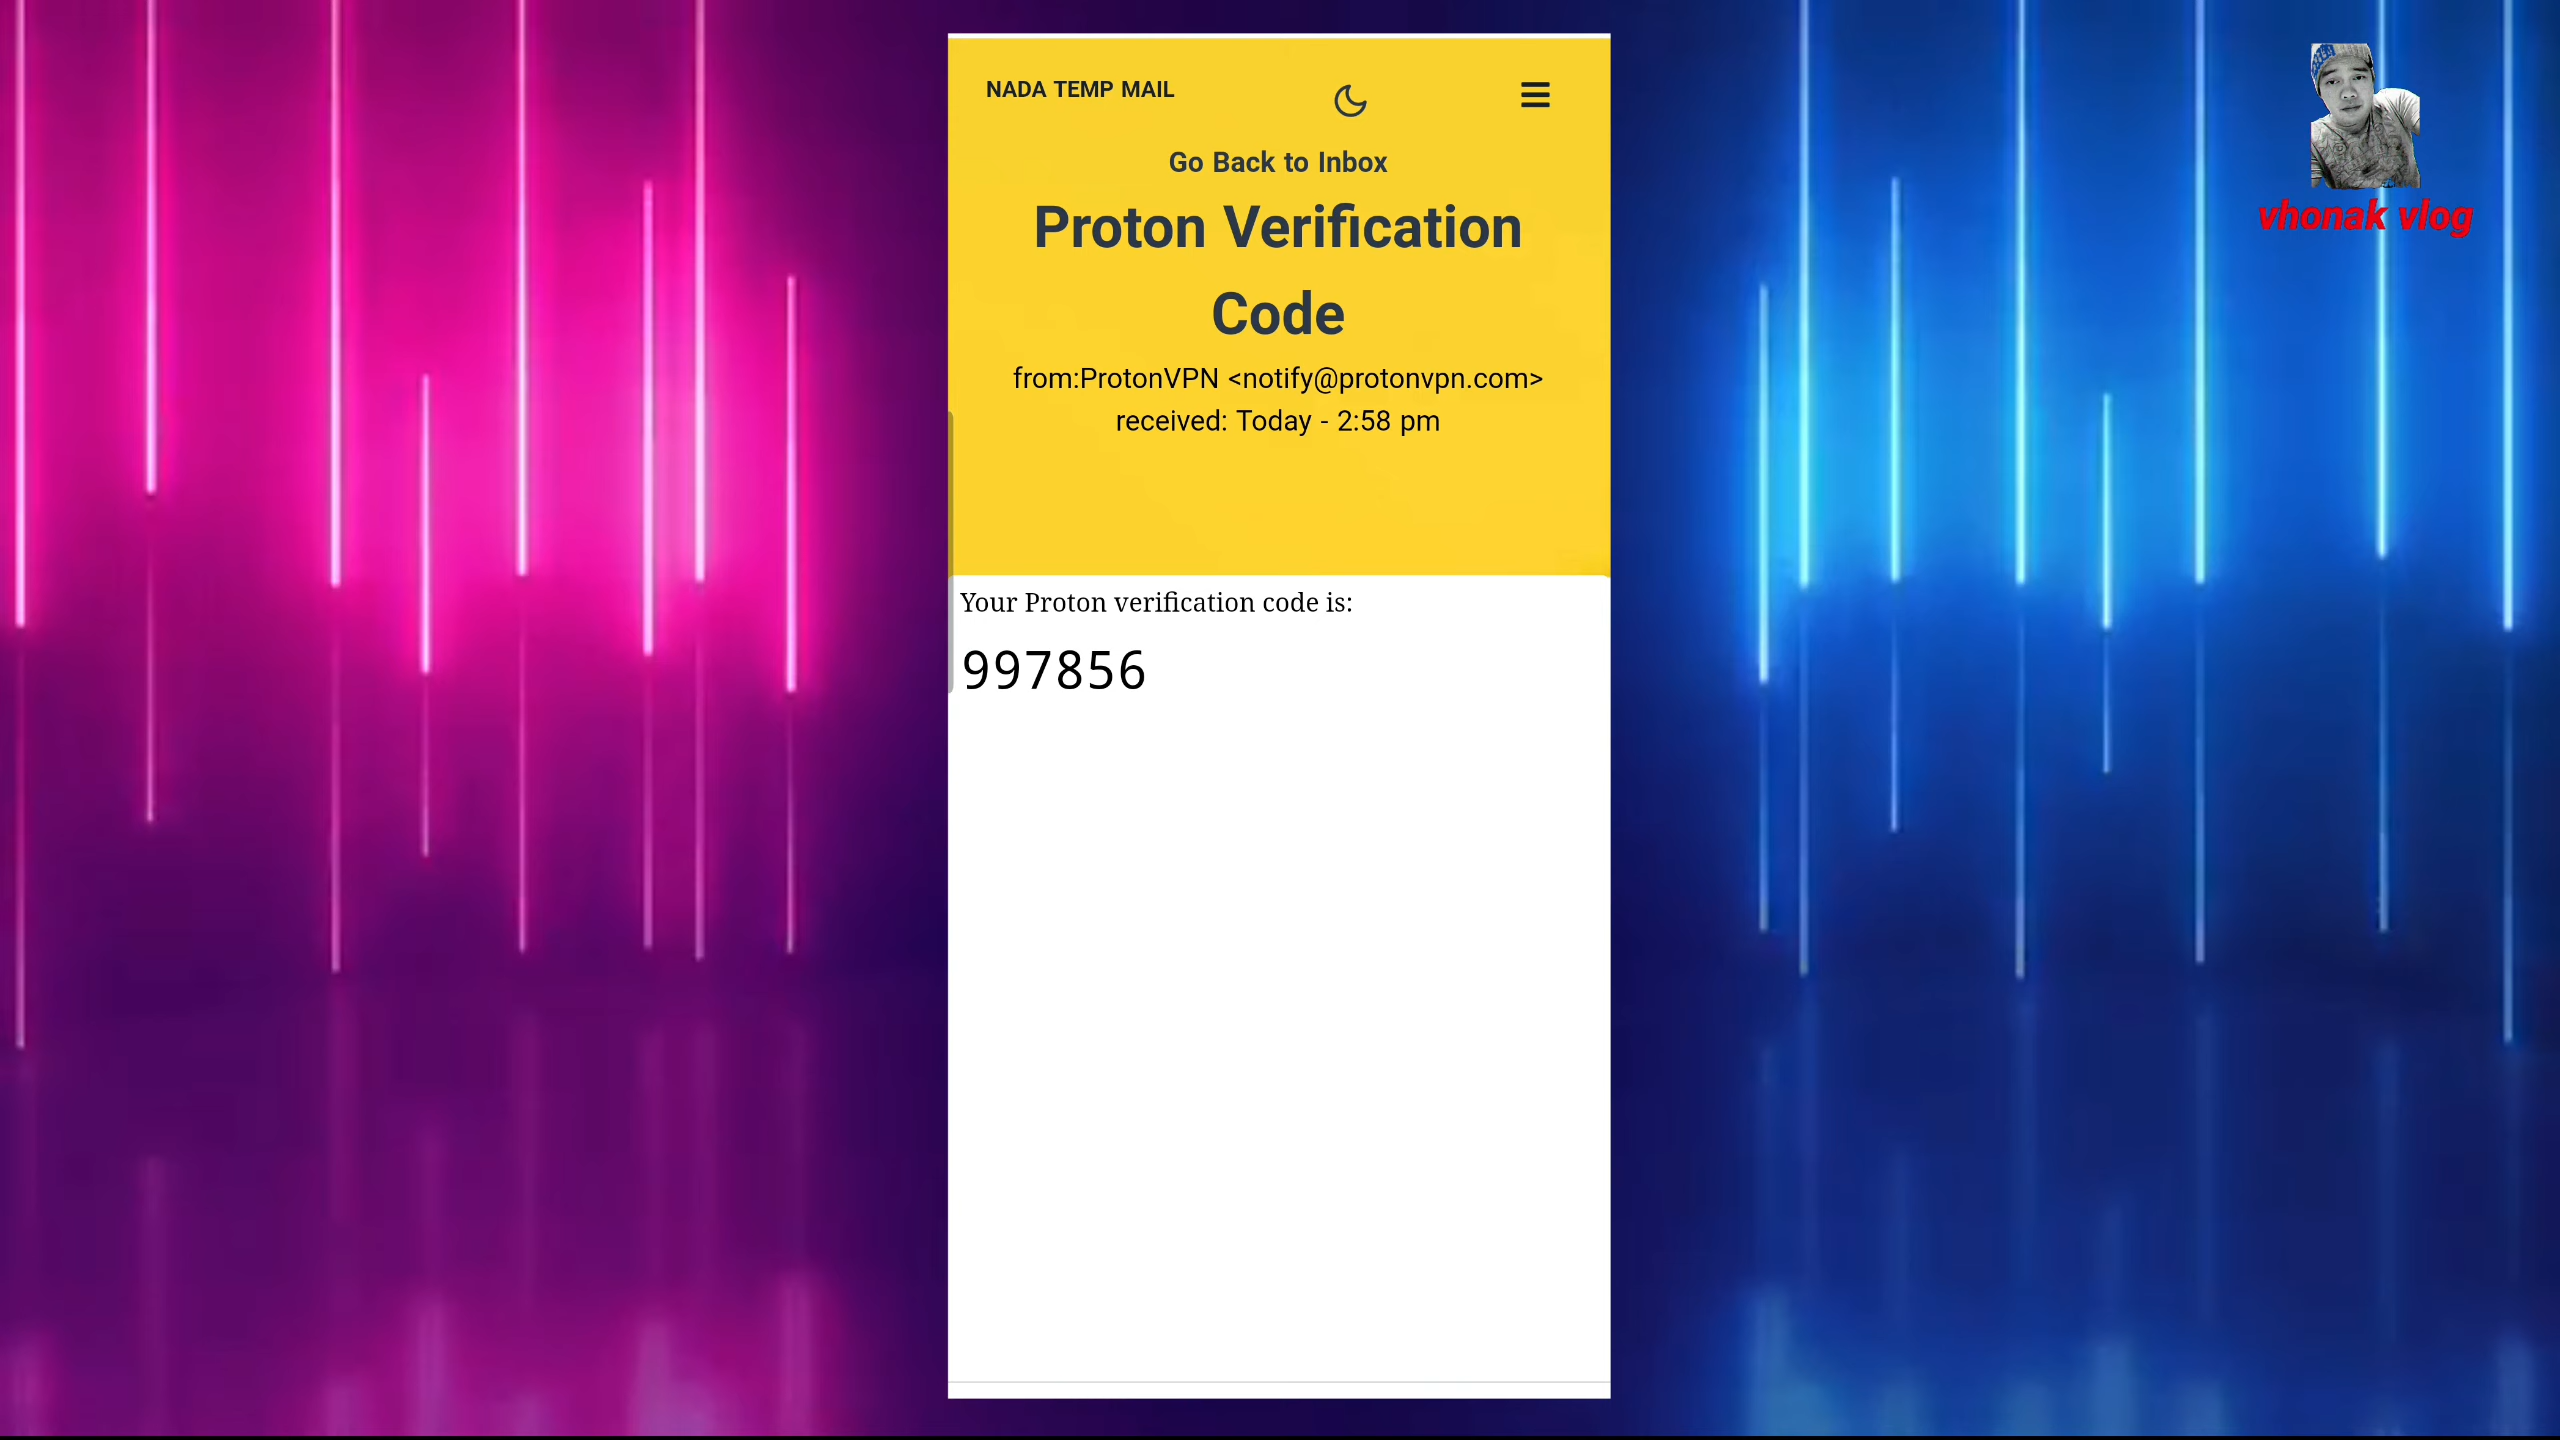 NADA TEMP MAIL
Go Back to Inbox
Proton Verification
Code
from:ProtonVPN <notify@protonvpn.com>
received: Today - 2:58 pm
Your Proton verification code is:
997856
vhonak vlog